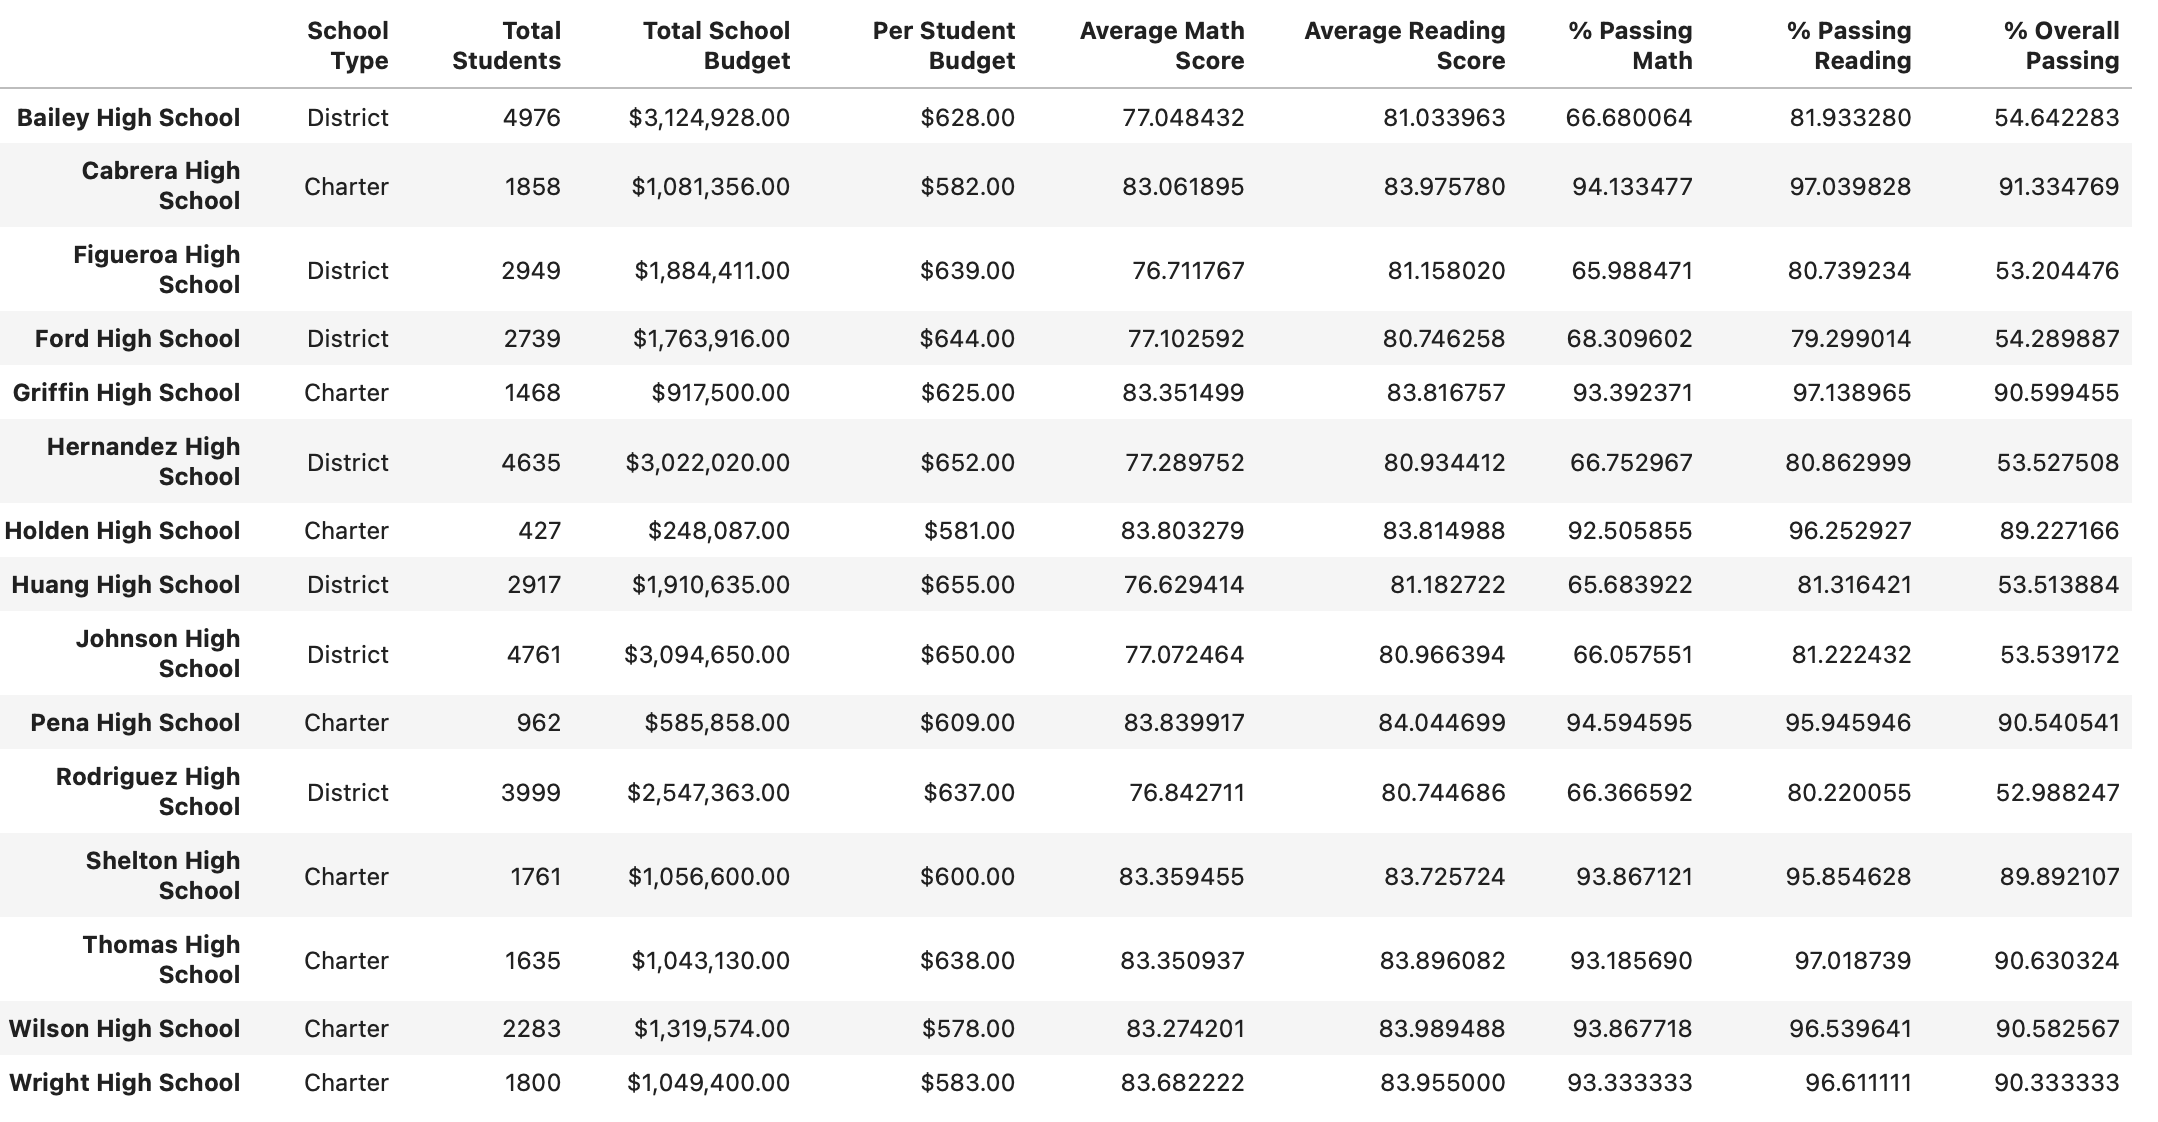 School Type Total Students Total School Budget Per Student Budget Average Math Score Average Reading Score % Passing Math % Passing Reading % Overall Passing
Bailey High School District 4976 $3,124,928.00 $628.00 77.048432 81.033963 66.680064 81.933280 54.642283
Cabrera High School Charter 1858 $1,081,356.00 $582.00 83.061895 83.975780 94.133477 97.039828 91.334769
Figueroa High School District 2949 $1,884,411.00 $639.00 76.711767 81.158020 65.988471 80.739234 53.204476
Ford High School District 2739 $1,763,916.00 $644.00 77.102592 80.746258 68.309602 79.299014 54.289887
Griffin High School Charter 1468 $917,500.00 $625.00 83.351499 83.816757 93.392371 97.138965 90.599455
Hernandez High School District 4635 $3,022,020.00 $652.00 77.289752 80.934412 66.752967 80.862999 53.527508
Holden High School Charter 427 $248,087.00 $581.00 83.803279 83.814988 92.505855 96.252927 89.227166
Huang High School District 2917 $1,910,635.00 $655.00 76.629414 81.182722 65.683922 81.316421 53.513884
Johnson High School District 4761 $3,094,650.00 $650.00 77.072464 80.966394 66.057551 81.222432 53.539172
Pena High School Charter 962 $585,858.00 $609.00 83.839917 84.044699 94.594595 95.945946 90.540541
Rodriguez High School District 3999 $2,547,363.00 $637.00 76.842711 80.744686 66.366592 80.220055 52.988247
Shelton High School Charter 1761 $1,056,600.00 $600.00 83.359455 83.725724 93.867121 95.854628 89.892107
Thomas High School Charter 1635 $1,043,130.00 $638.00 83.350937 83.896082 93.185690 97.018739 90.630324
Wilson High School Charter 2283 $1,319,574.00 $578.00 83.274201 83.989488 93.867718 96.539641 90.582567
Wright High School Charter 1800 $1,049,400.00 $583.00 83.682222 83.955000 93.333333 96.611111 90.333333